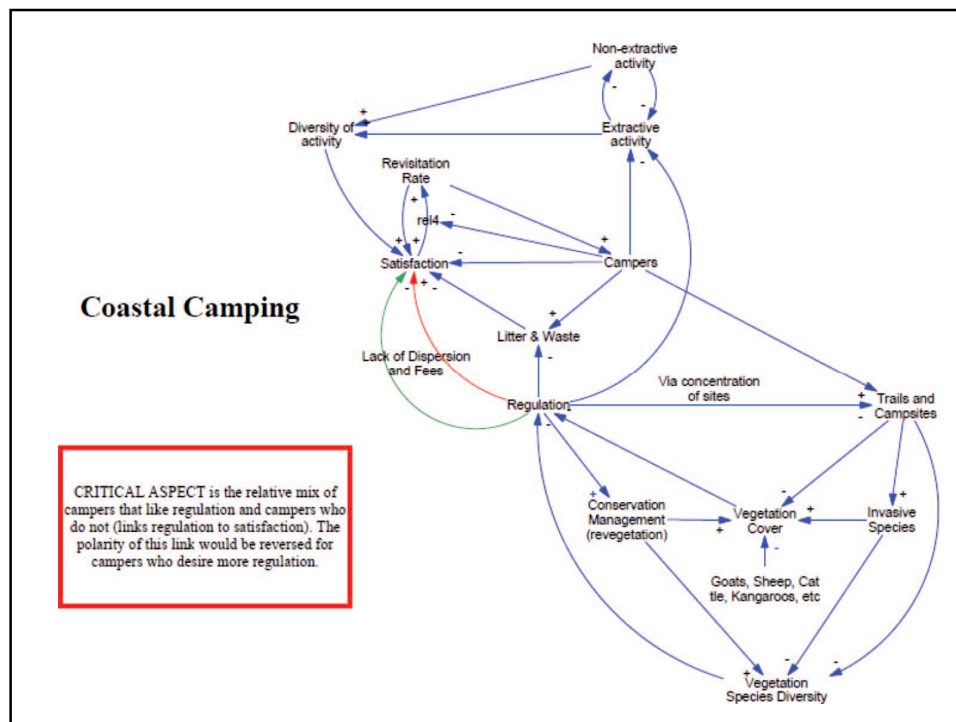 Non-extractive
activity
-
-
+
+
Diversity of
activity
Extractive
activity
-
-
Revisitation
Rate
+
rel4
-
+
+
+
Satisfaction
-
Campers
- + -
Coastal Camping
+
Litter & Waste
-
Lack of Dispersion
and Fees
Via concentration
of sites
Regulation
-
-
+
-
Trails and
Campsites
CRITICAL ASPECT is the relative mix of
campers that like regulation and campers who
do not (links regulation to satisfaction). The
polarity of this link would be reversed for
campers who desire more regulation.
+
Conservation
Management
(revegetation)
+
-
Vegetation
Cover
+
+
Invasive
Species
-
Goats, Sheep, Cat
tle, Kangaroos, etc
+
-
-
Vegetation
Species Diversity